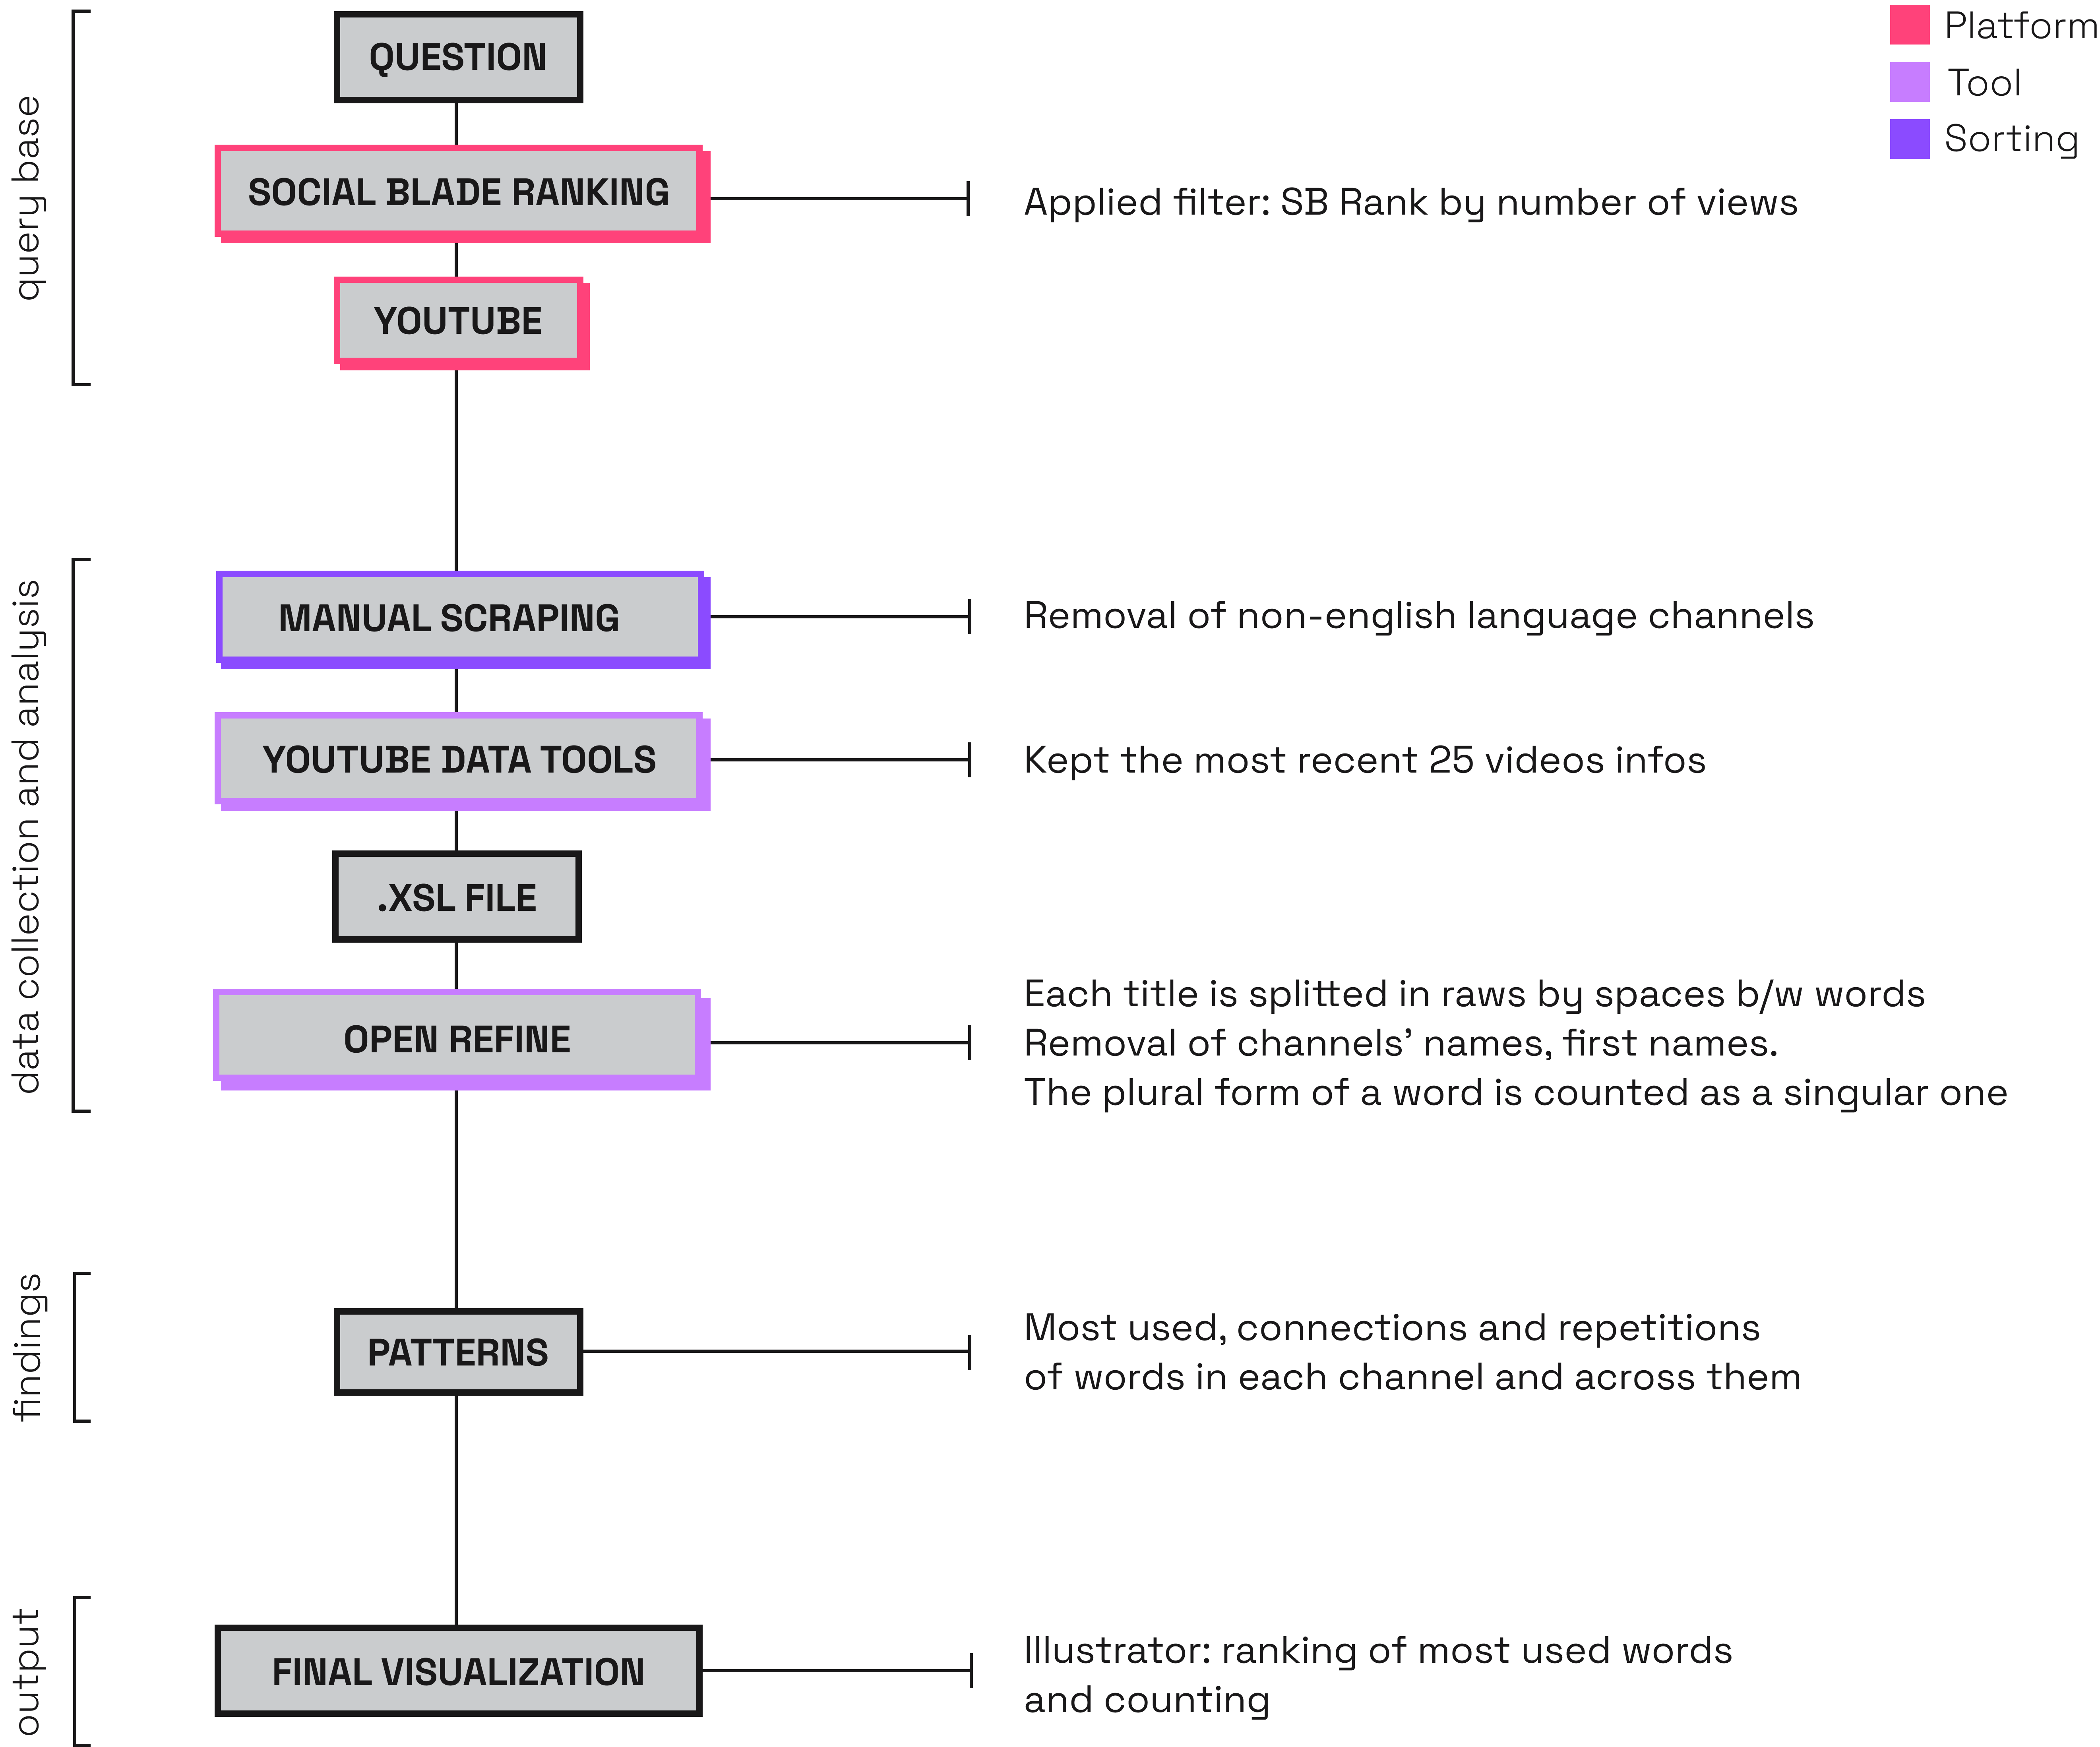 Platform
Tool
Sorting
query base
QUESTION
SOCIAL BLADE RANKING
Applied filter: SB Rank by number of views
YOUTUBE
data collection and analysis
MANUAL SCRAPING
Removal of non-english language channels
YOUTUBE DATA TOOLS
Kept the most recent 25 videos infos
.XSL FILE
OPEN REFINE
Each title is splitted in raws by spaces b/w words
Removal of channels’ names, first names.
The plural form of a word is counted as a singular one
findings
PATTERNS
Most used, connections and repetitions
of words in each channel and across them
output
FINAL VISUALIZATION
Illustrator: ranking of most used words
and counting